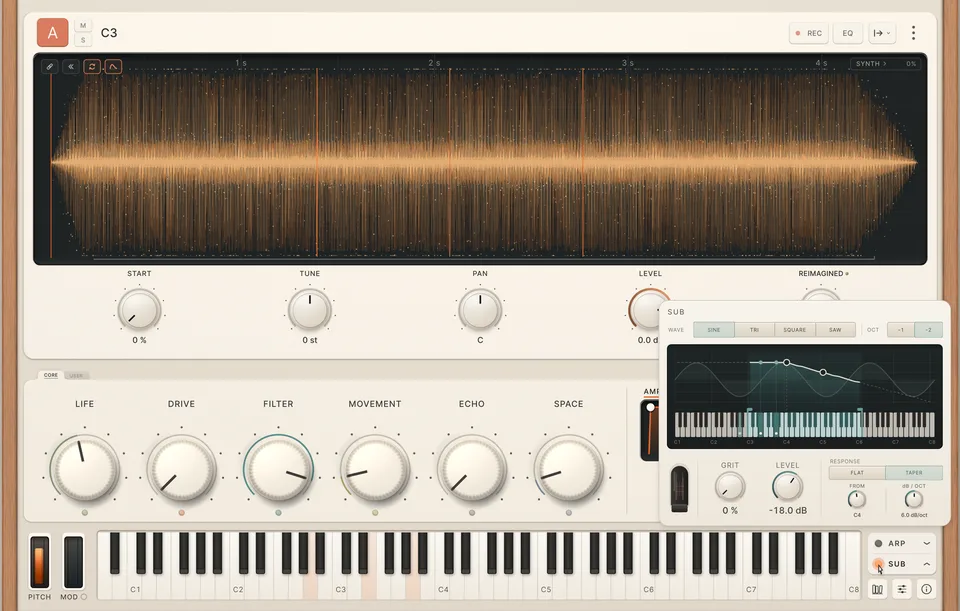 A
M
S
C3
REC
EQ
1 s
2 s
3 s
4 s
SYNTH
0%
START
TUNE
PAN
LEVEL
REIMAGINED
0 %
0 st
C
0.0 d
CORE
USER
LIFE
DRIVE
FILTER
MOVEMENT
ECHO
SPACE
AMP
SUB
WAVE
SINE
TRI
SQUARE
SAW
OCT
-1
-2
C1
C2
C3
C4
C5
C6
C7
C8
GRIT
0 %
LEVEL
-18.0 dB
RESPONSE
FLAT
TAPER
FROM
C4
dB / OCT
6.0 dB/oct
PITCH
MOD
C1
C2
C3
C4
C5
C6
C7
C8
ARP
SUB